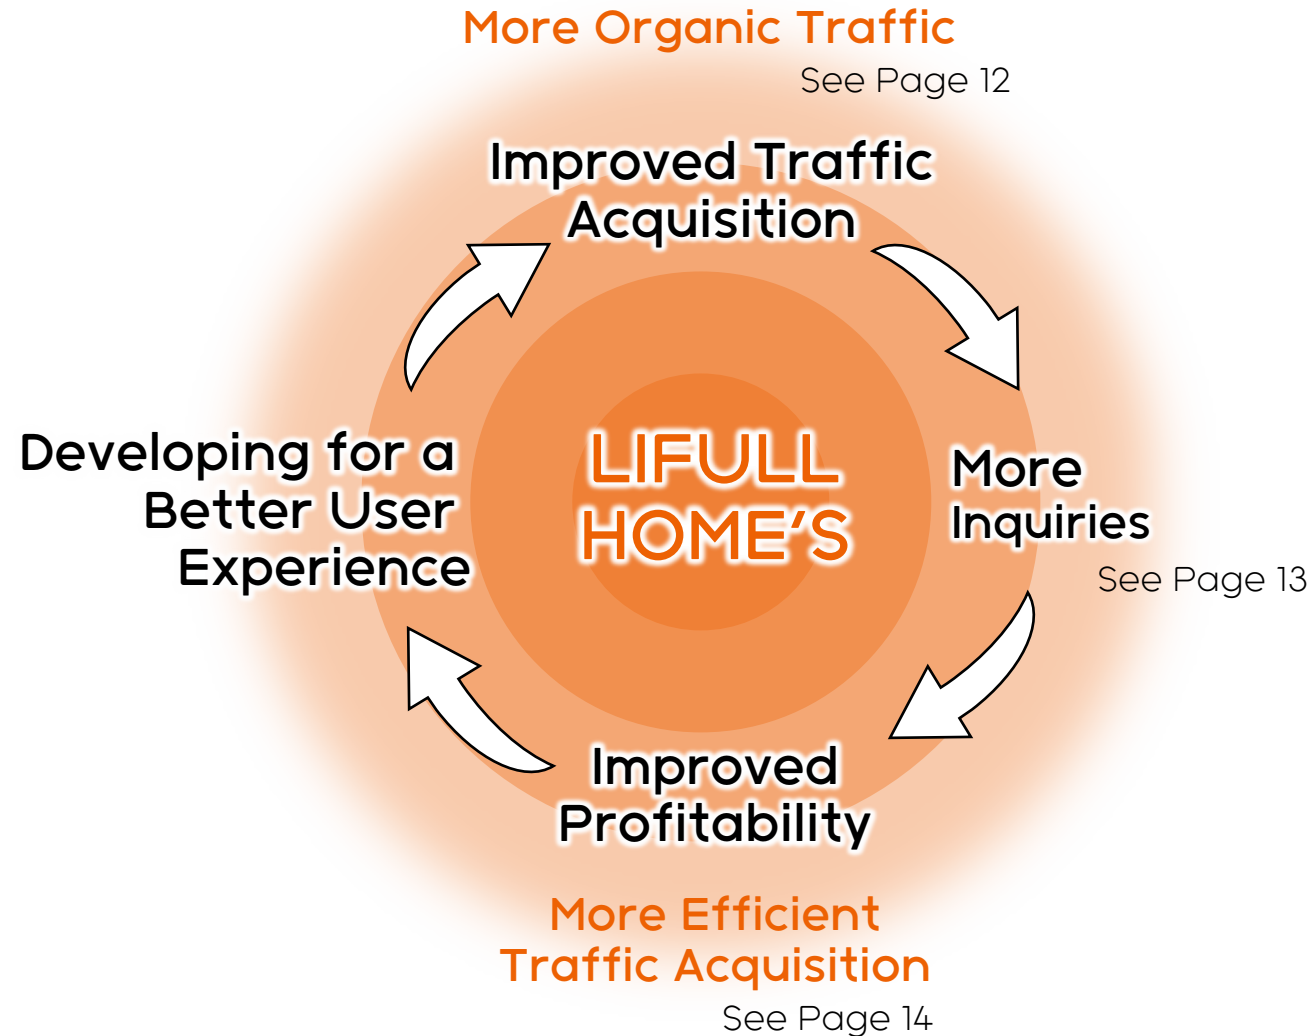 More Organic Traffic
See Page 12
Improved Traffic
Acquisition
Developing for a
Better User
Experience
LIFULL
HOME'S
More
Inquiries
See Page 13
Improved
Profitability
More Efficient
Traffic Acquisition
See Page 14